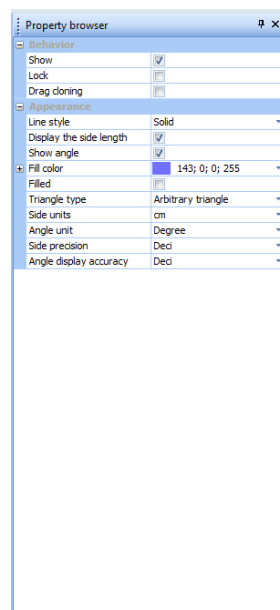 Property browser
Behavior
Show
Lock
Drag cloning
Appearance
Line style Solid
Display the side length
Show angle
Fill color 143; 0; 0; 255
Filled
Triangle type Arbitrary triangle
Side units cm
Angle unit Degree
Side precision Deci
Angle display accuracy Deci